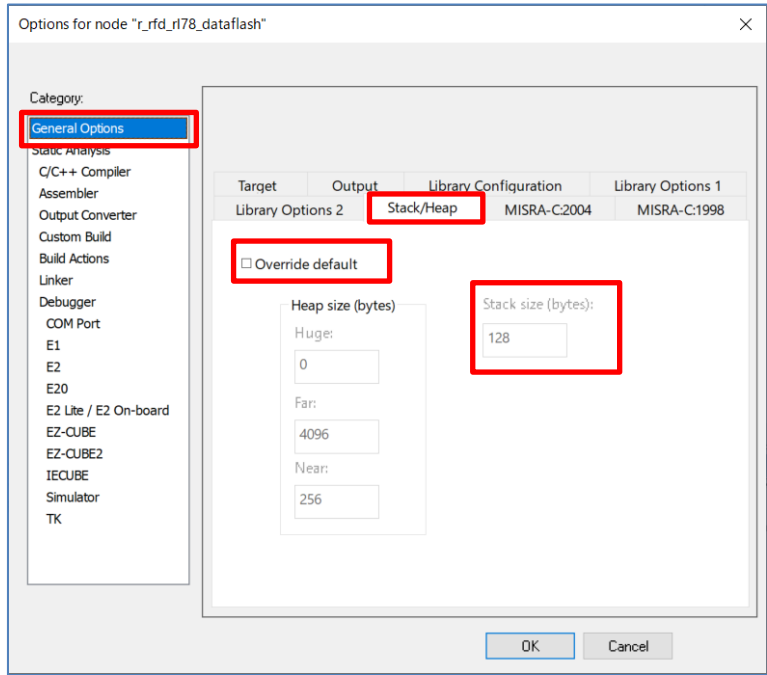 Options for node "r_rfd_rl78_dataflash"
Category:
General Options
Static Analysis
C/C++ Compiler
Assembler
Output Converter
Custom Build
Build Actions
Linker
Debugger
COM Port
E1
E2
E20
E2 Lite / E2 On-board
EZ-CUBE
EZ-CUBE2
IECUBE
Simulator
TK
Target Output Library Configuration Library Options 1
Library Options 2 Stack/Heap MISRA-C:2004 MISRA-C:1998
Override default
Heap size (bytes)
Huge:
0
Far:
4096
Near:
256
Stack size (bytes):
128
OK Cancel